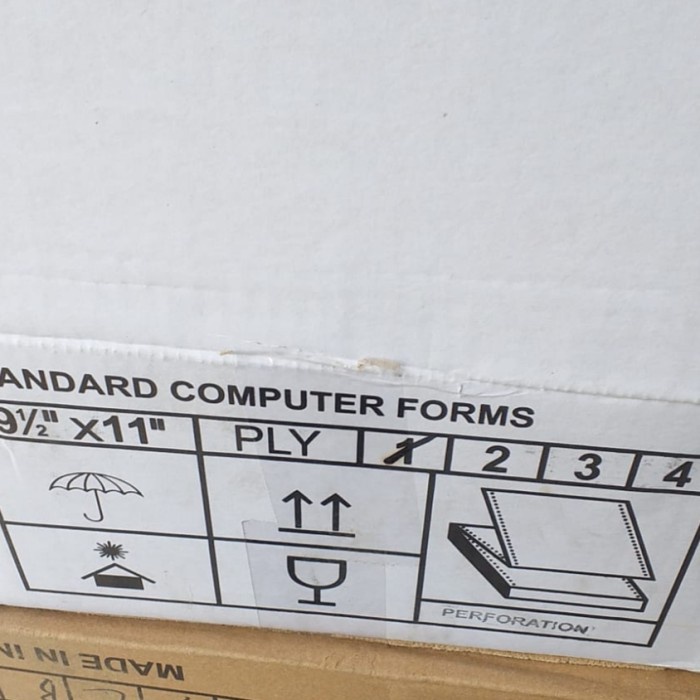 ANDARD COMPUTER FORMS
9½" X11" PLY 1 2 3 4
PERFORATION
MADE IN